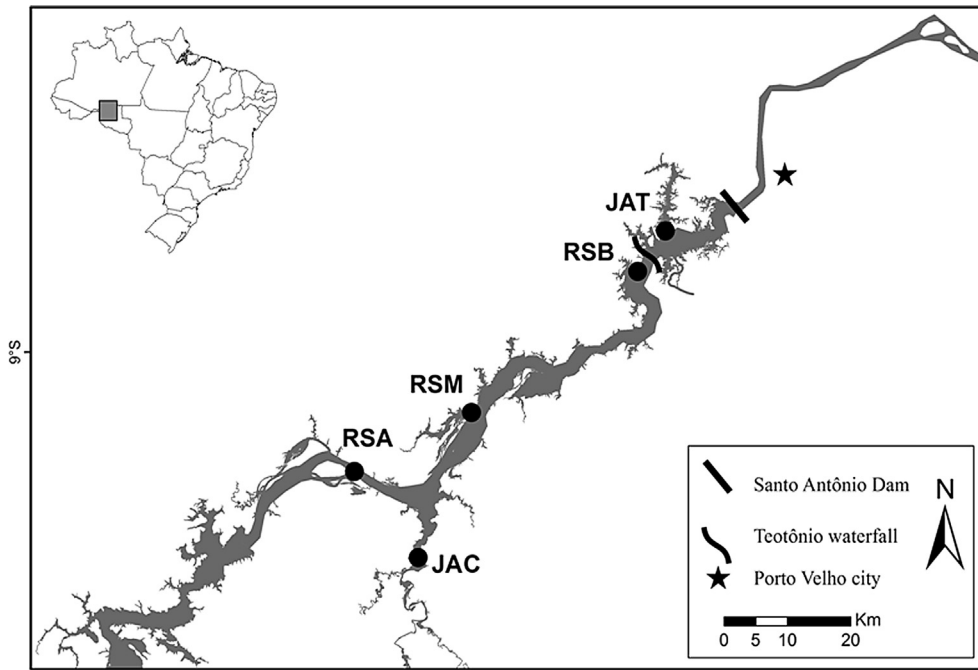 JAT
RSB
9°S
RSM
RSA
JAC
Santo Antônio Dam
N
Teotônio waterfall
Porto Velho city
Km
0 5 10 20